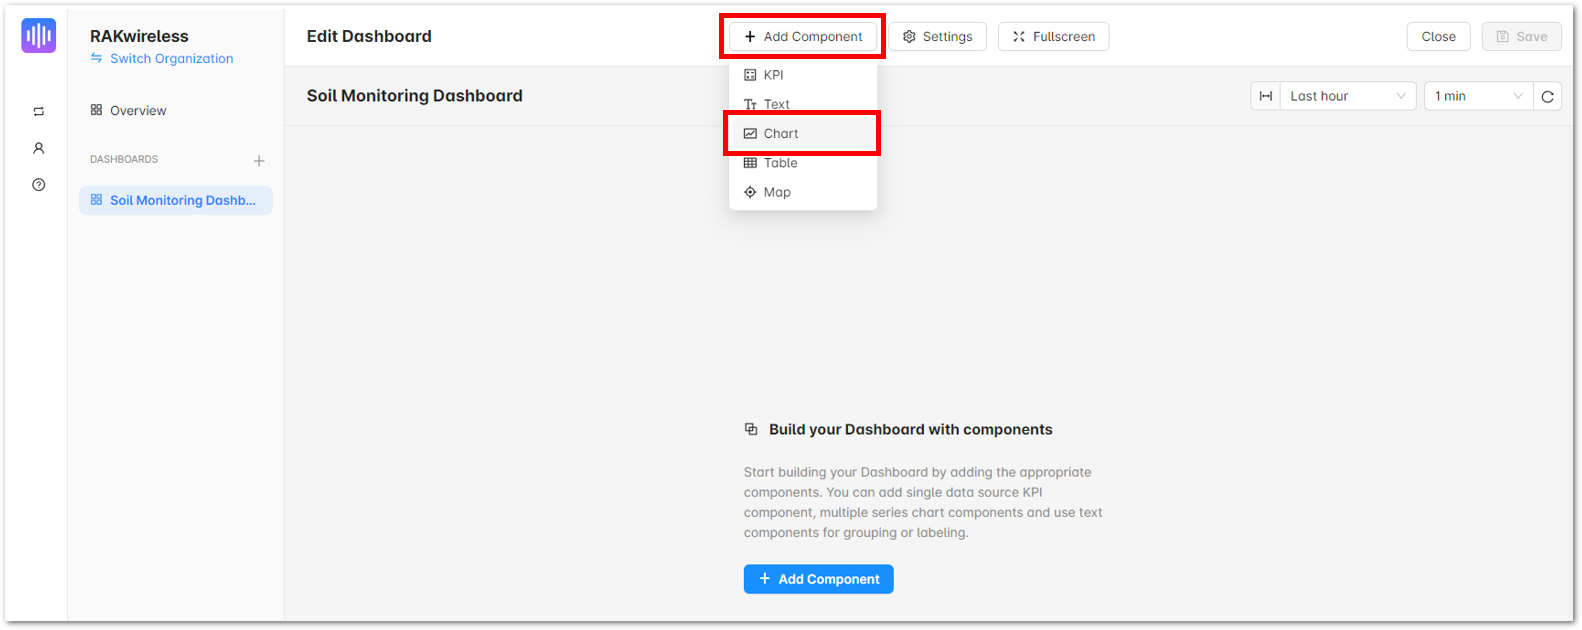 RAKwireless
Switch Organization
Overview
DASHBOARDS
Soil Monitoring Dashb...
Edit Dashboard
Add Component
Settings
Fullscreen
Close
Save
Soil Monitoring Dashboard
Last hour
1 min
KPI
Text
Chart
Table
Map
Build your Dashboard with components
Start building your Dashboard by adding the appropriate
components. You can add single data source KPI
component, multiple series chart components and use text
components for grouping or labeling.
Add Component